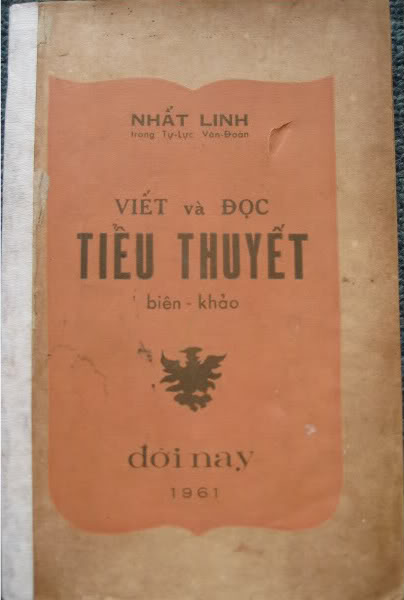 NHẤT LINH
trong Tự-Lực Văn-Đoàn
VIẾT và ĐỌC
TIỂU THUYẾT
biên - khảo
đời nay
1961